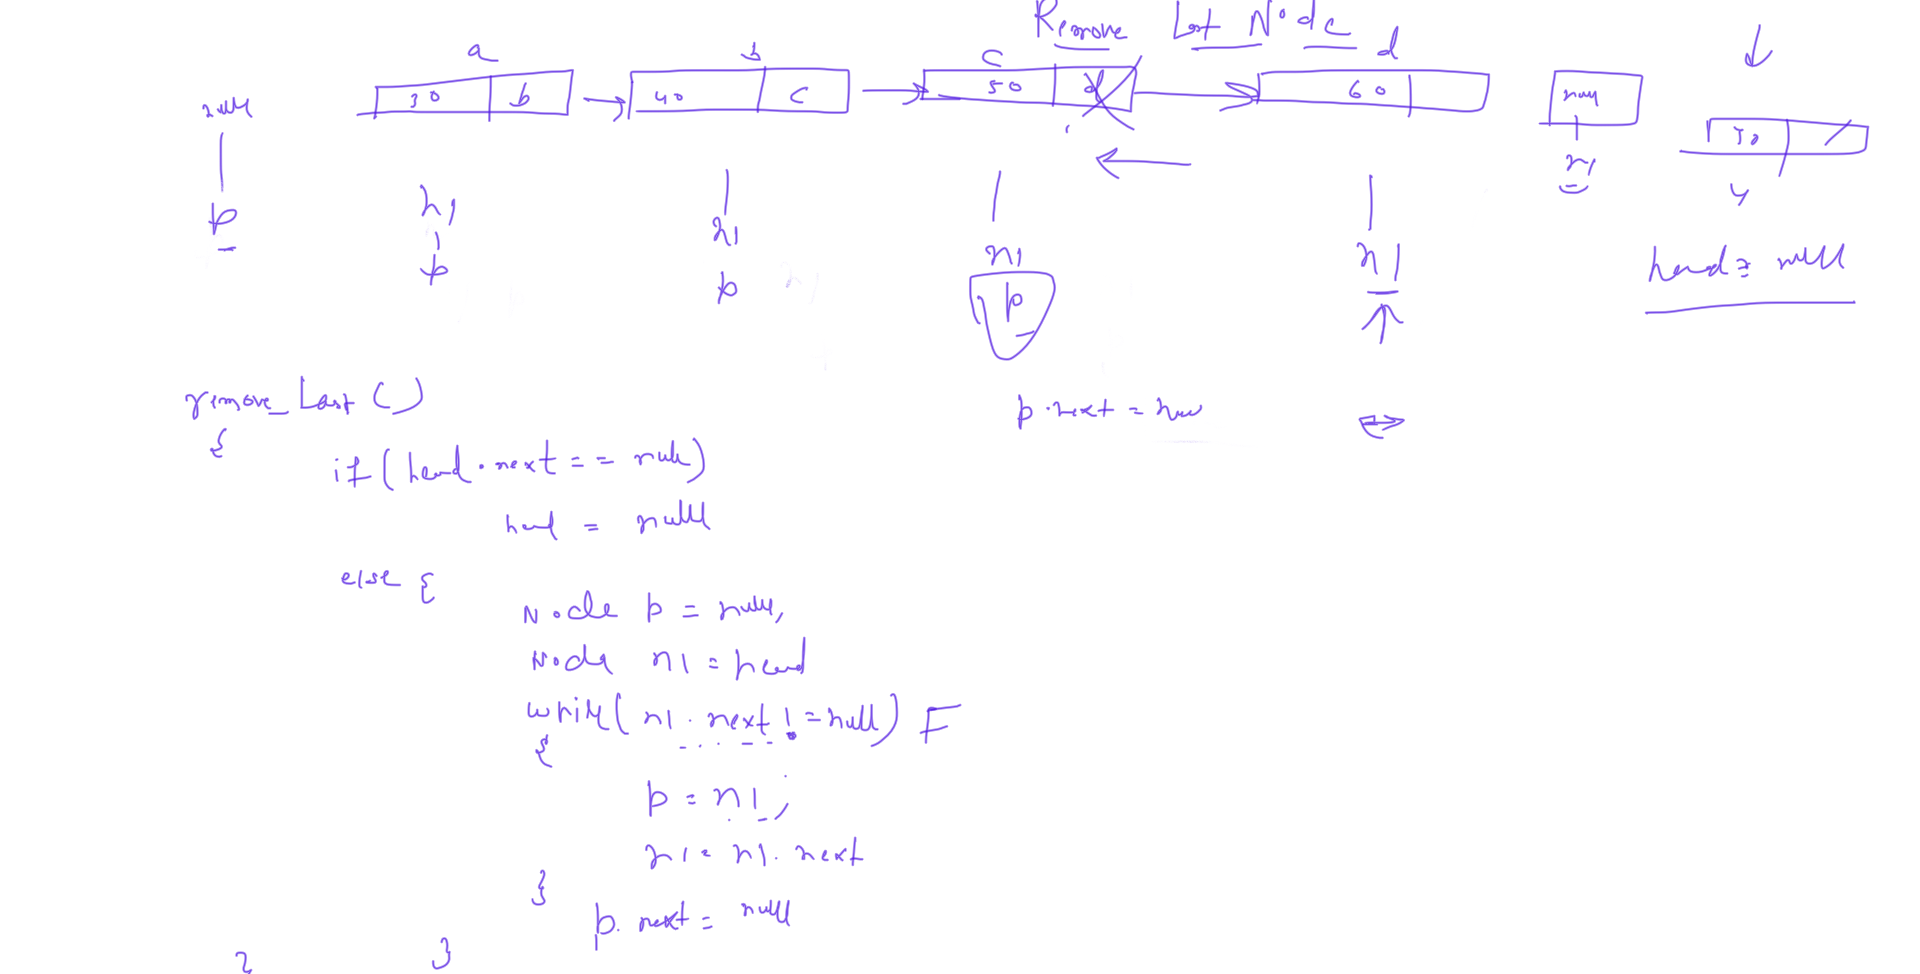 Remove Last Node
a b c d
null 30 b 40 c 50 d 60 null
50
n1
y
p n1 n1 n1 n1 head = null
p p p
remove_Last ()
p.next = null
{
if (head.next == null)
head = null
else {
Node p = null,
Node n1 = head
while( n1.next != null) F
{
p = n1;
n1 = n1.next
}
p.next = null
} }